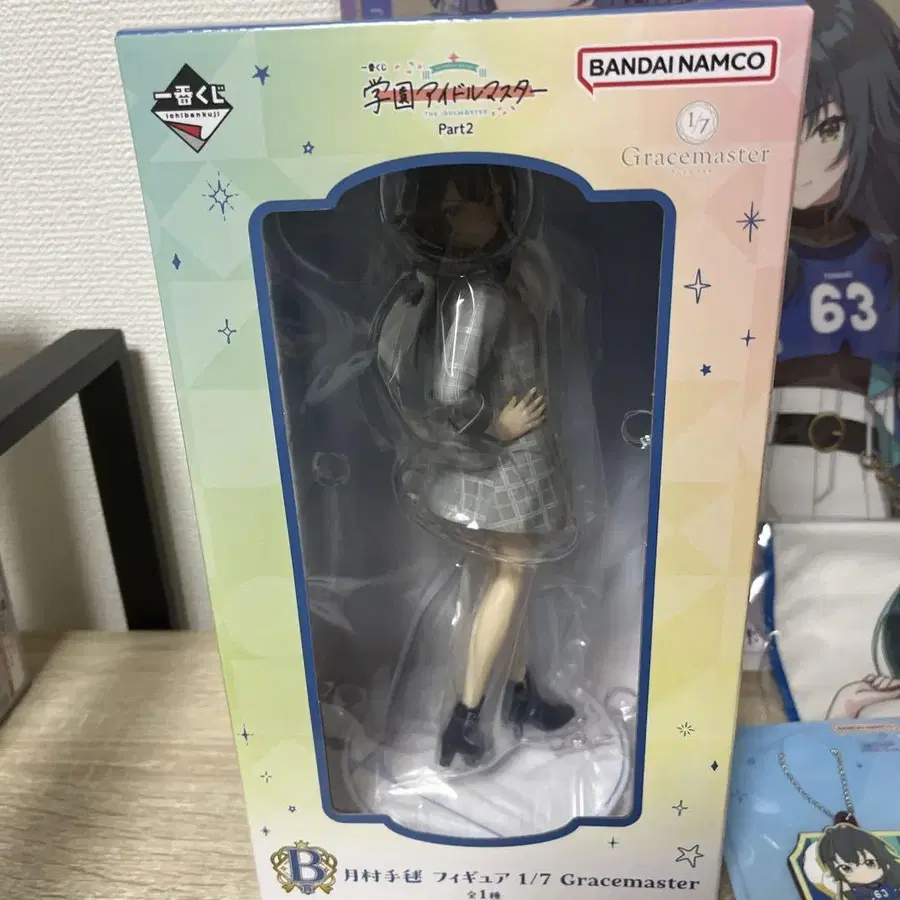 一番くじ
ichibankuji
一番くじ
学園アイドルマスター
THE IDOLM@STER
Part2
BANDAI NAMCO
1/7
Gracemaster
63
B
賞
月村手毬 フィギュア 1/7 Gracemaster
全1種
63